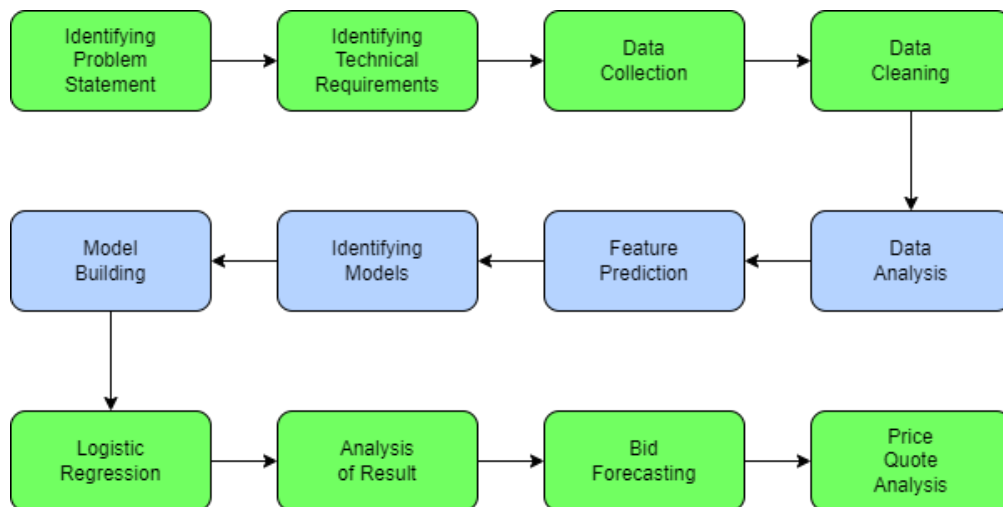 Identifying
Problem
Statement
Identifying
Technical
Requirements
Data
Collection
Data
Cleaning
Model
Building
Identifying
Models
Feature
Prediction
Data
Analysis
Logistic
Regression
Analysis
of Result
Bid
Forecasting
Price
Quote
Analysis